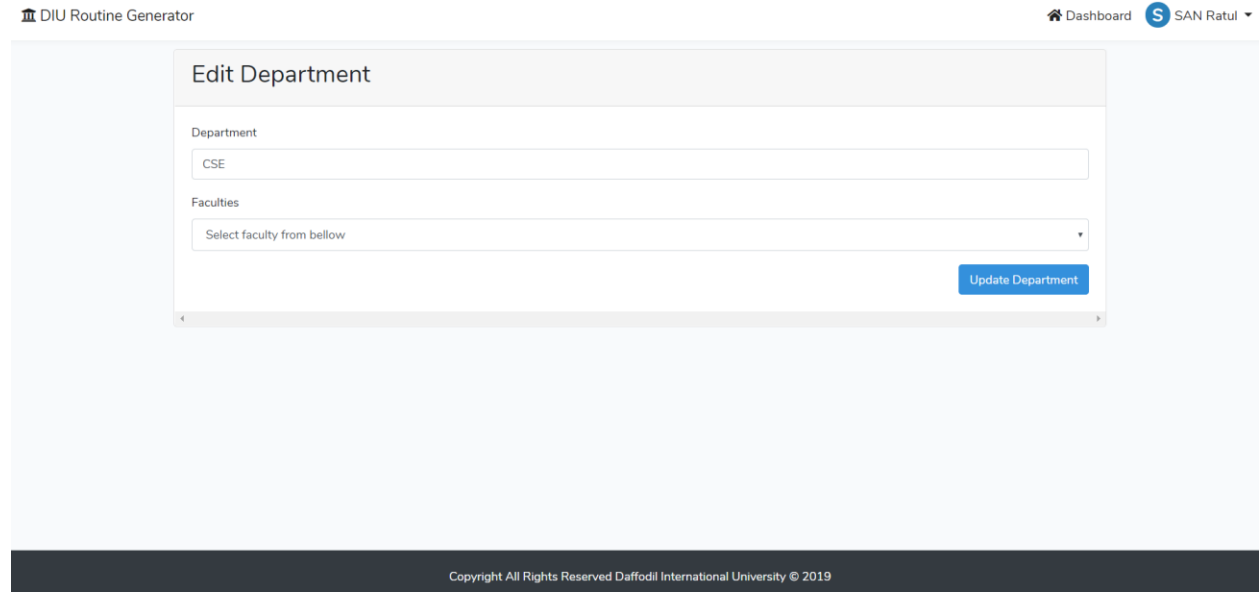 DIU Routine Generator
Dashboard S SAN Ratul
Edit Department
Department
CSE
Faculties
Select faculty from bellow
Update Department
Copyright All Rights Reserved Daffodil International University © 2019